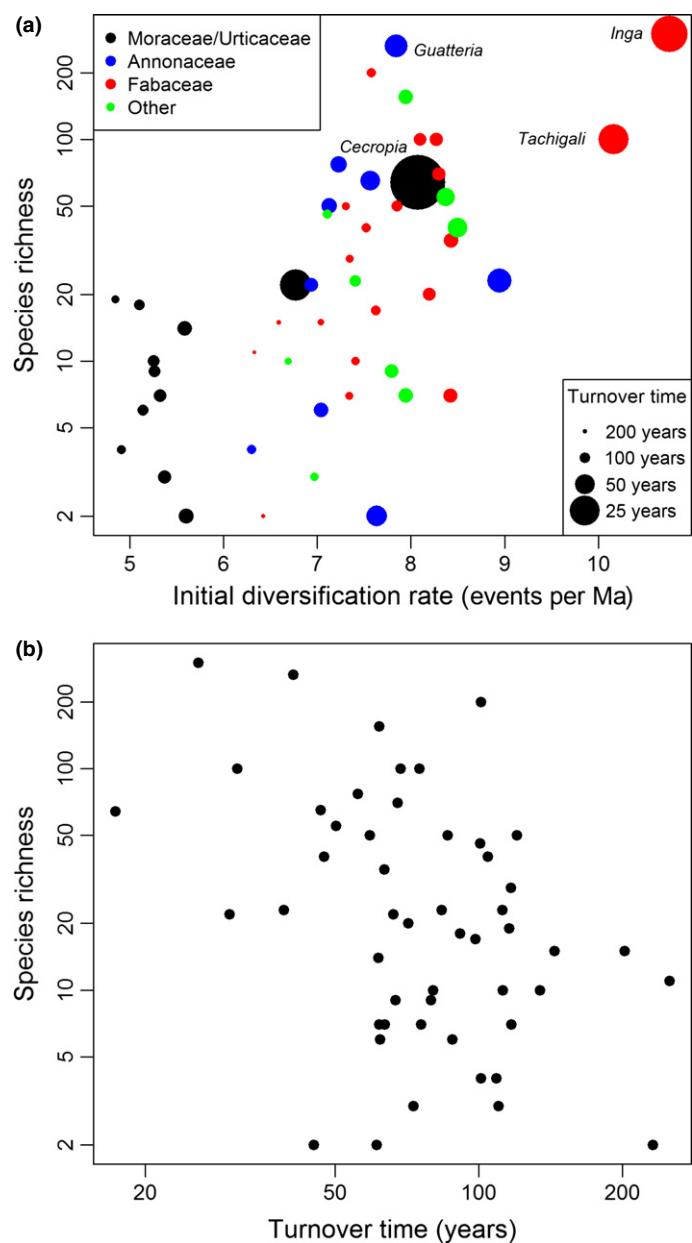 (a)
Moraceae/Urticaceae
Annonaceae
Fabaceae
Other
Guatteria
Inga
Cecropia
Tachigali
Species richness
200
100
50
20
10
5
2
Turnover time
200 years
100 years
50 years
25 years
5 6 7 8 9 10
Initial diversification rate (events per Ma)
(b)
Species richness
200
100
50
20
10
5
2
20 50 100 200
Turnover time (years)